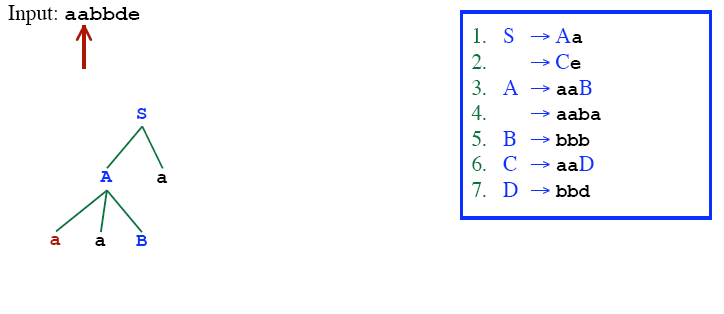 Input: aabbde
S
A a
a a B
1. S → Aa
2. → Ce
3. A → aaB
4. → aaba
5. B → bbb
6. C → aaD
7. D → bbd